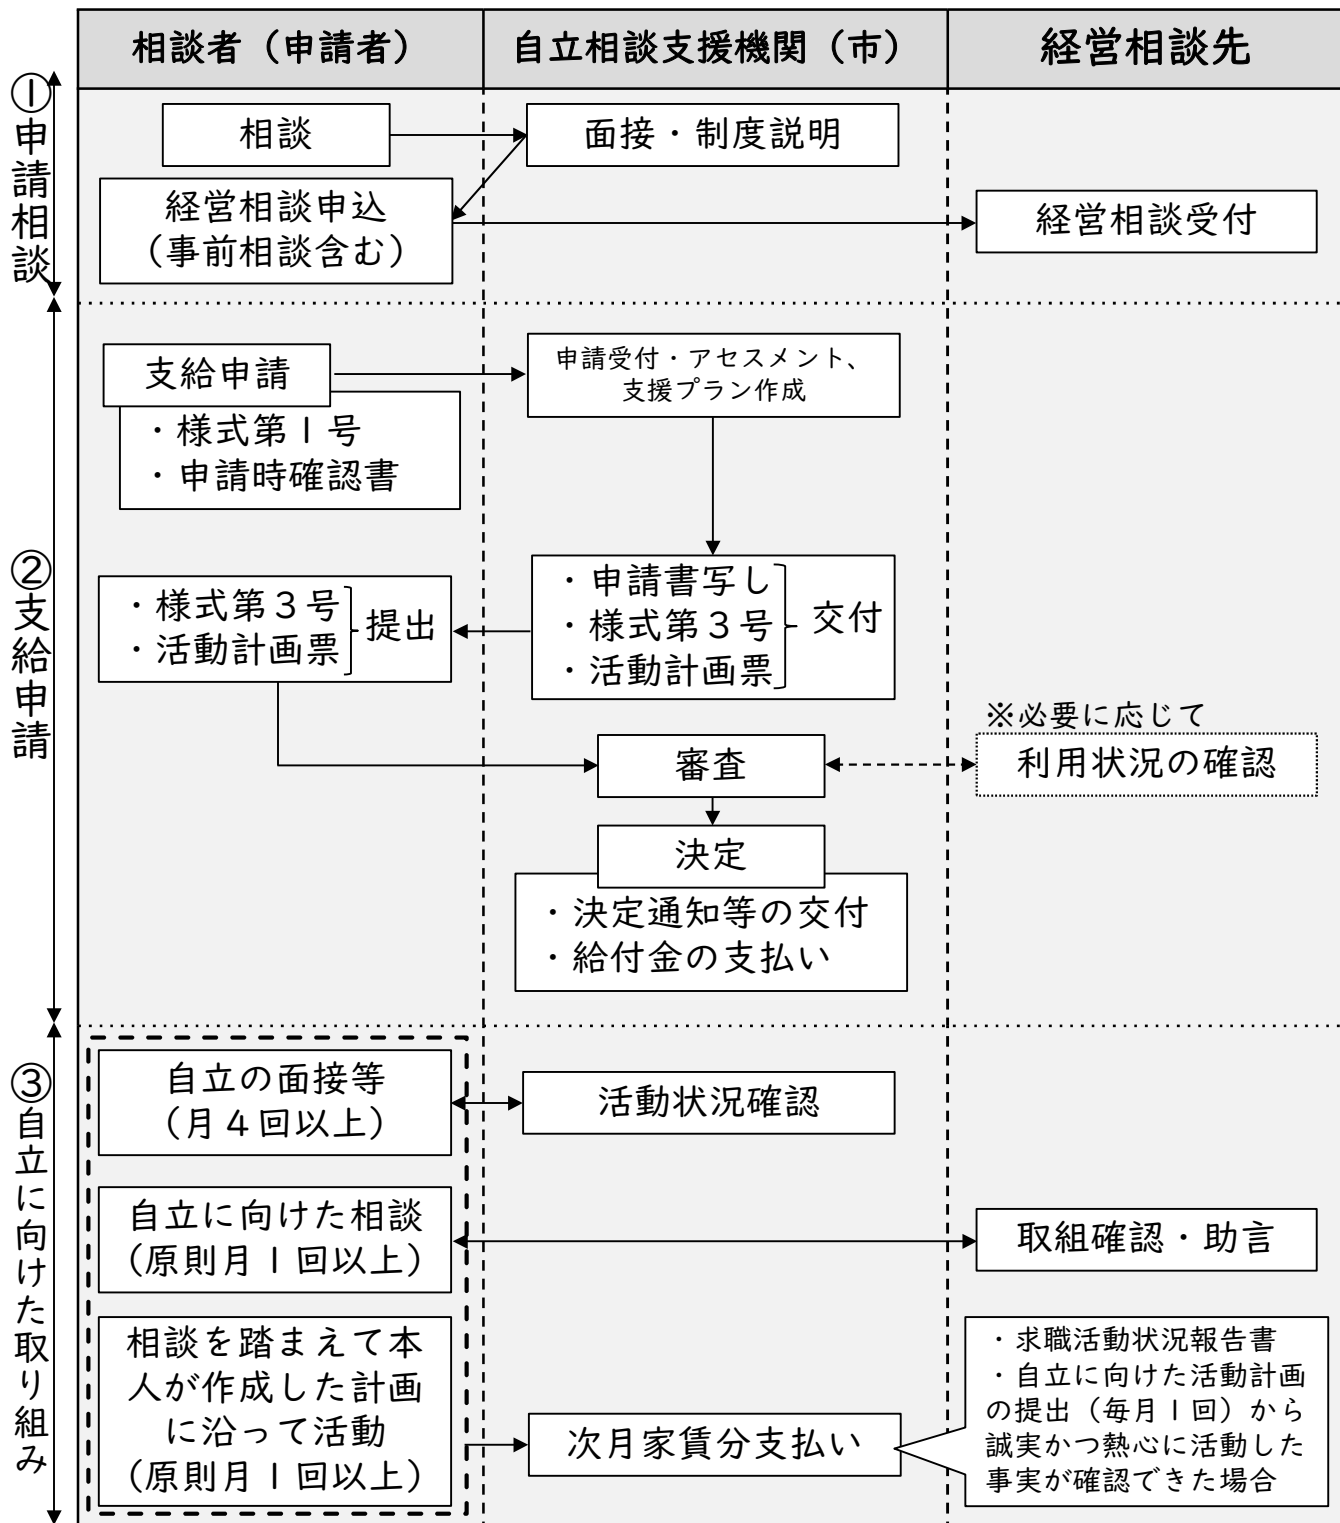 相談者（申請者）
自立相談支援機関（市）
経営相談先
①申請相談
相談
面接・制度説明
経営相談申込
（事前相談含む）
経営相談受付
②支給申請
支給申請
・様式第１号
・申請時確認書
申請受付・アセスメント、
支援プラン作成
・申請書写し
・様式第３号
・活動計画票
交付
・様式第３号
・活動計画票
提出
審査
※必要に応じて
利用状況の確認
決定
・決定通知等の交付
・給付金の支払い
③自立に向けた取り組み
自立の面接等
（月４回以上）
活動状況確認
自立に向けた相談
（原則月１回以上）
取組確認・助言
相談を踏まえて本
人が作成した計画
に沿って活動
（原則月１回以上）
次月家賃分支払い
・求職活動状況報告書
・自立に向けた活動計画
の提出（毎月１回）から
誠実かつ熱心に活動した
事実が確認できた場合